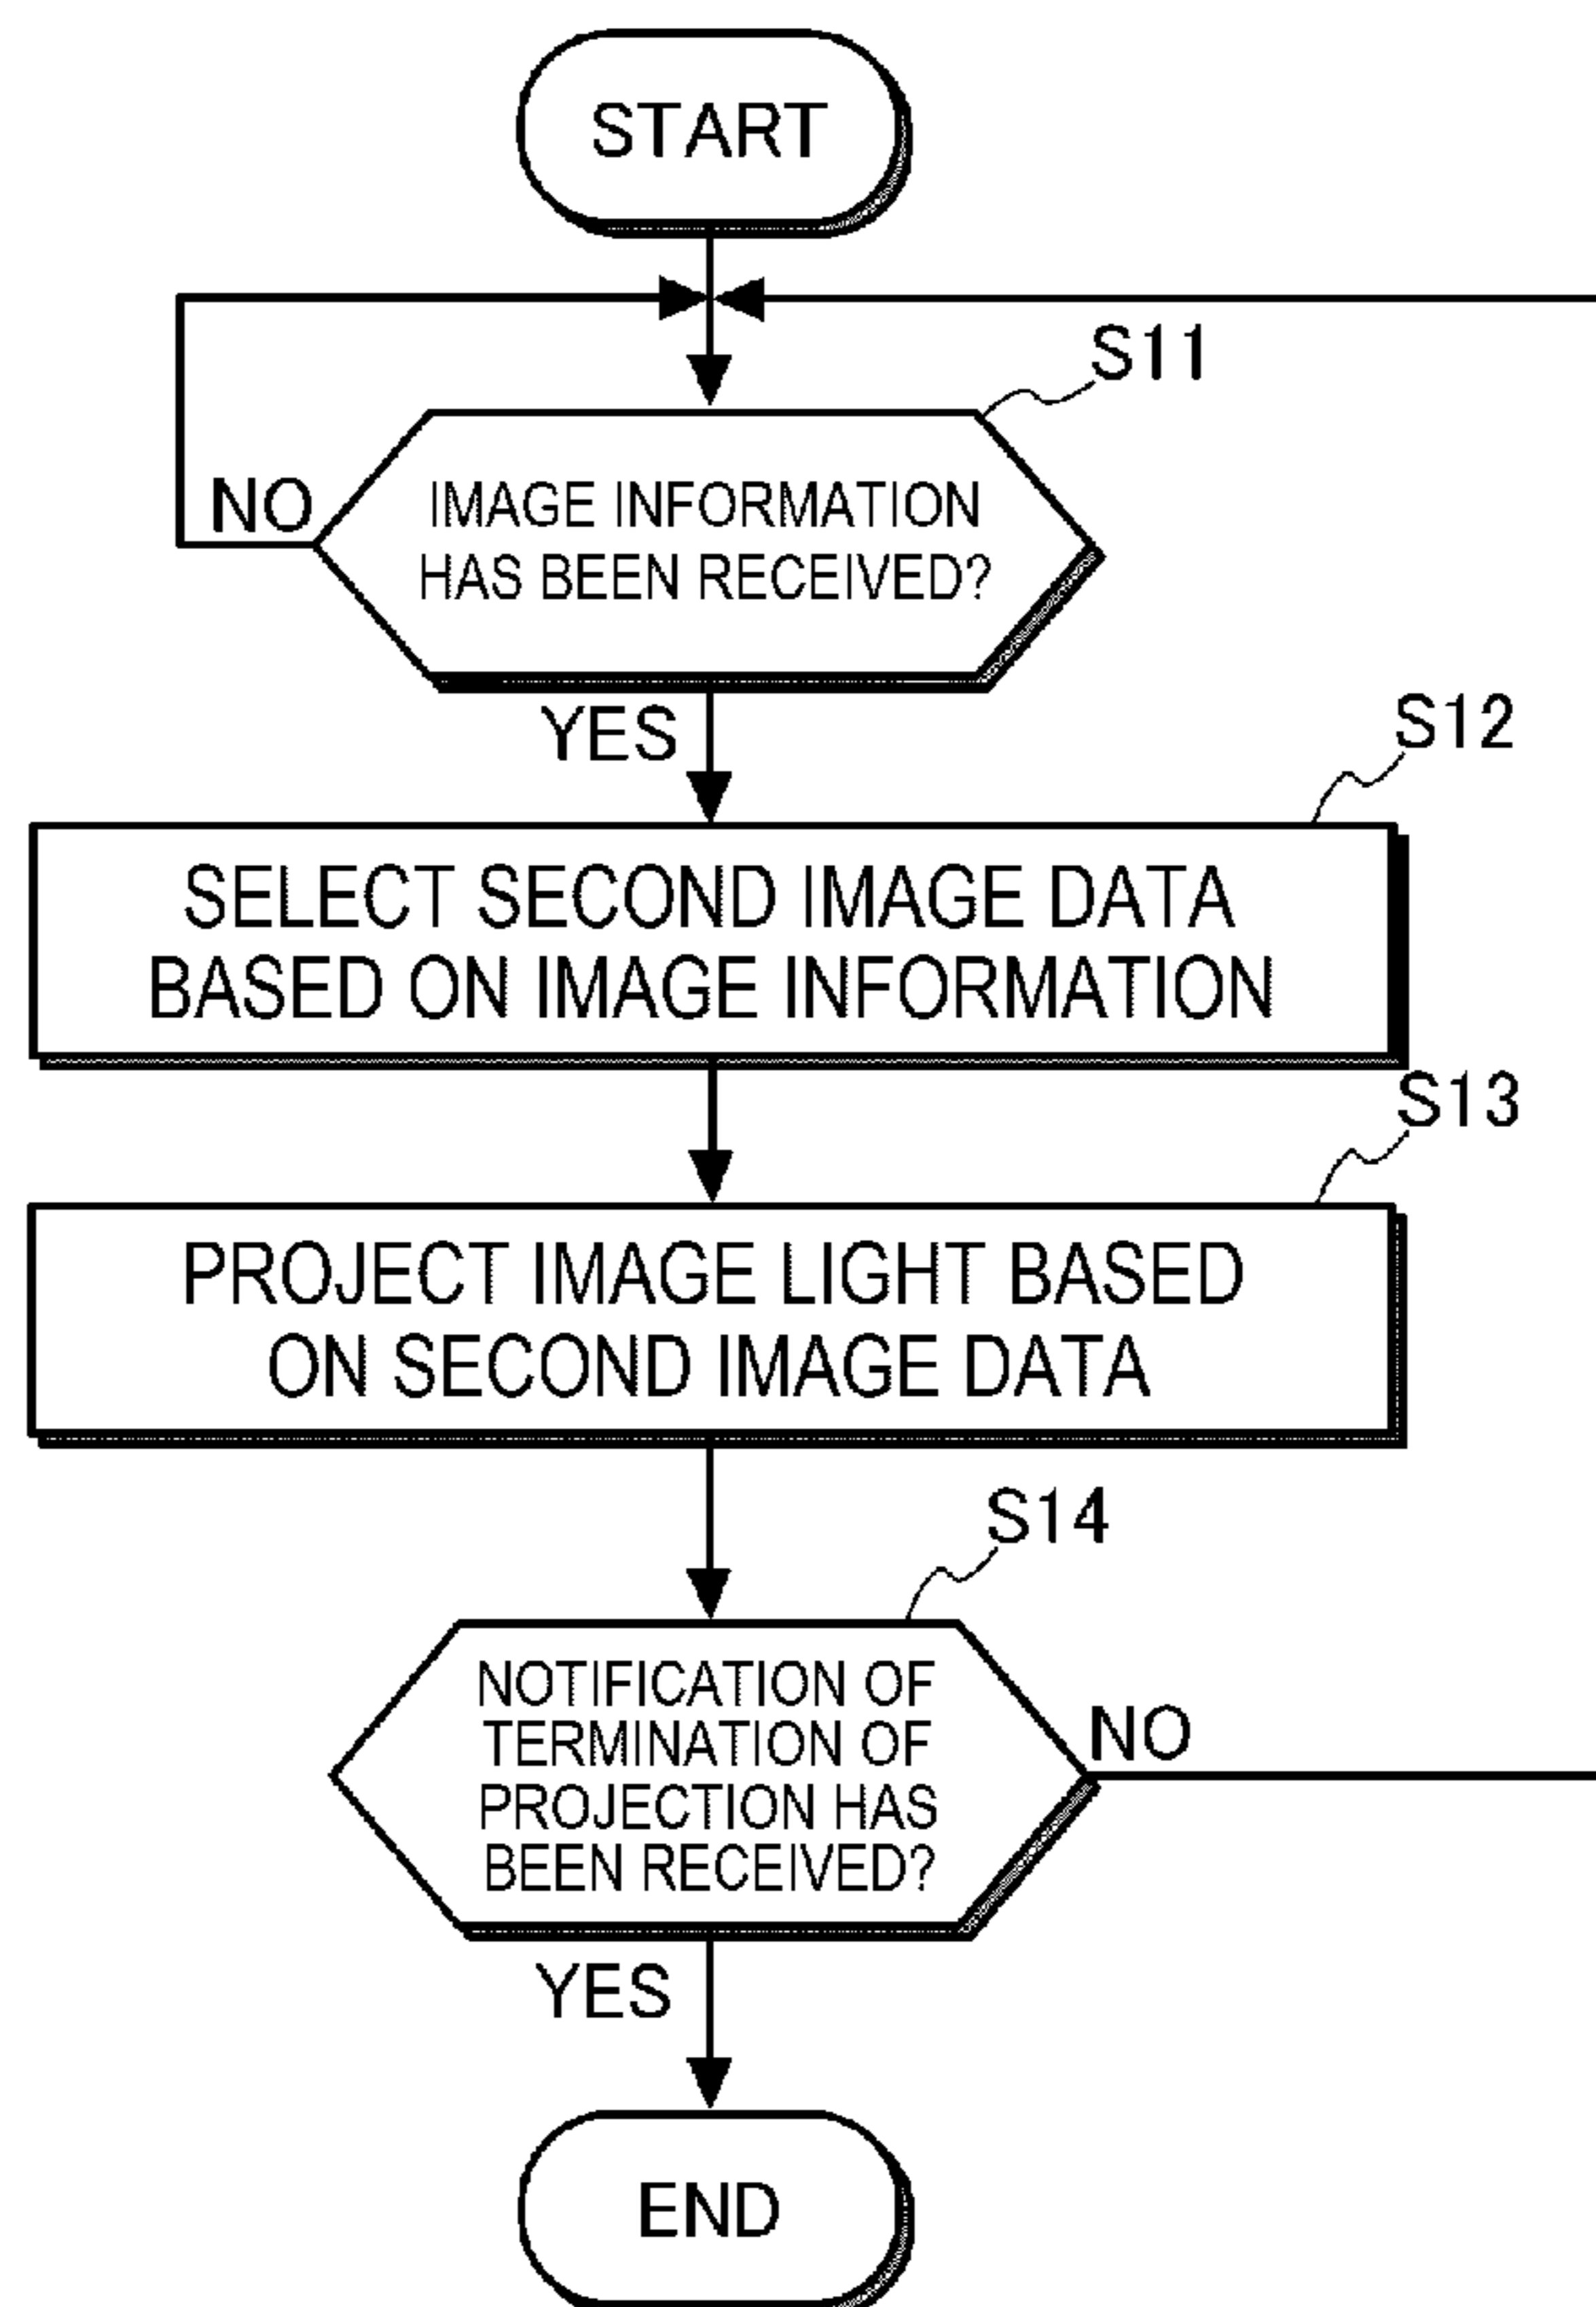 START
S11
NO
IMAGE INFORMATION
HAS BEEN RECEIVED?
YES
S12
SELECT SECOND IMAGE DATA
BASED ON IMAGE INFORMATION
S13
PROJECT IMAGE LIGHT BASED
ON SECOND IMAGE DATA
S14
NOTIFICATION OF
TERMINATION OF
PROJECTION HAS
BEEN RECEIVED?
NO
YES
END